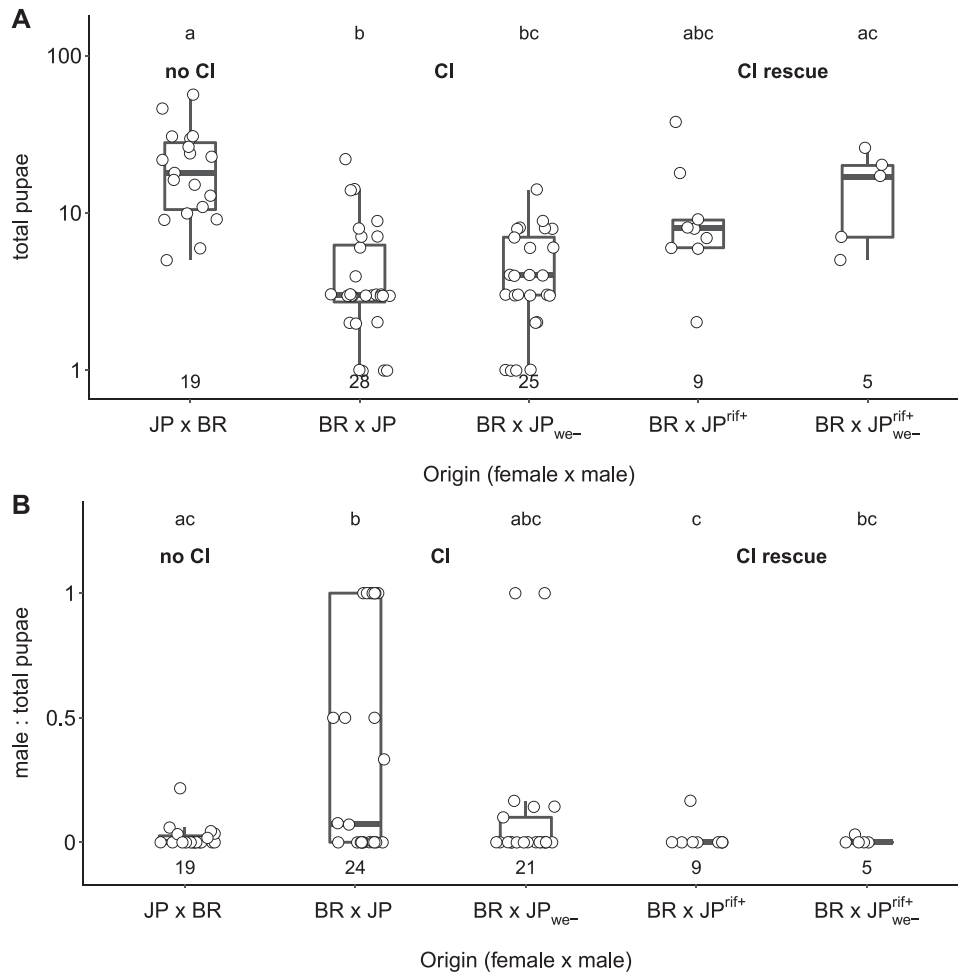 A
a b bc abc ac
no CI CI CI rescue
100
10
1
total pupae
19 28 25 9 5
JP x BR BR x JP BR x JPwe– BR x JPrif+ BR x JPrif+we–
Origin (female x male)
B
ac b abc c bc
no CI CI CI rescue
1
0.5
0
male : total pupae
19 24 21 9 5
JP x BR BR x JP BR x JPwe– BR x JPrif+ BR x JPrif+we–
Origin (female x male)